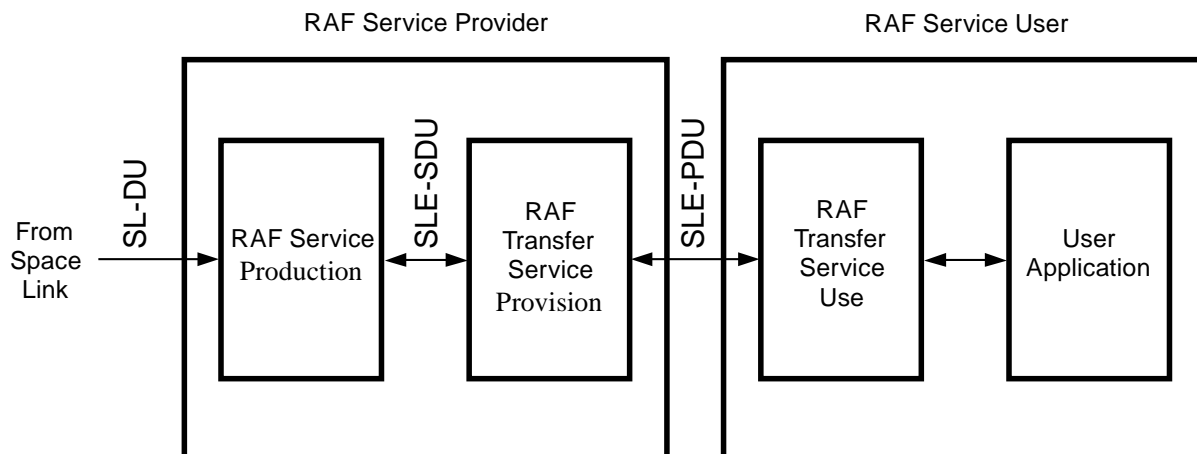 RAF Service Provider
RAF Service User
SL-DU
SLE-SDU
SLE-PDU
From
Space
Link
RAF Service
Production
RAF
Transfer
Service
Provision
RAF
Transfer
Service
Use
User
Application